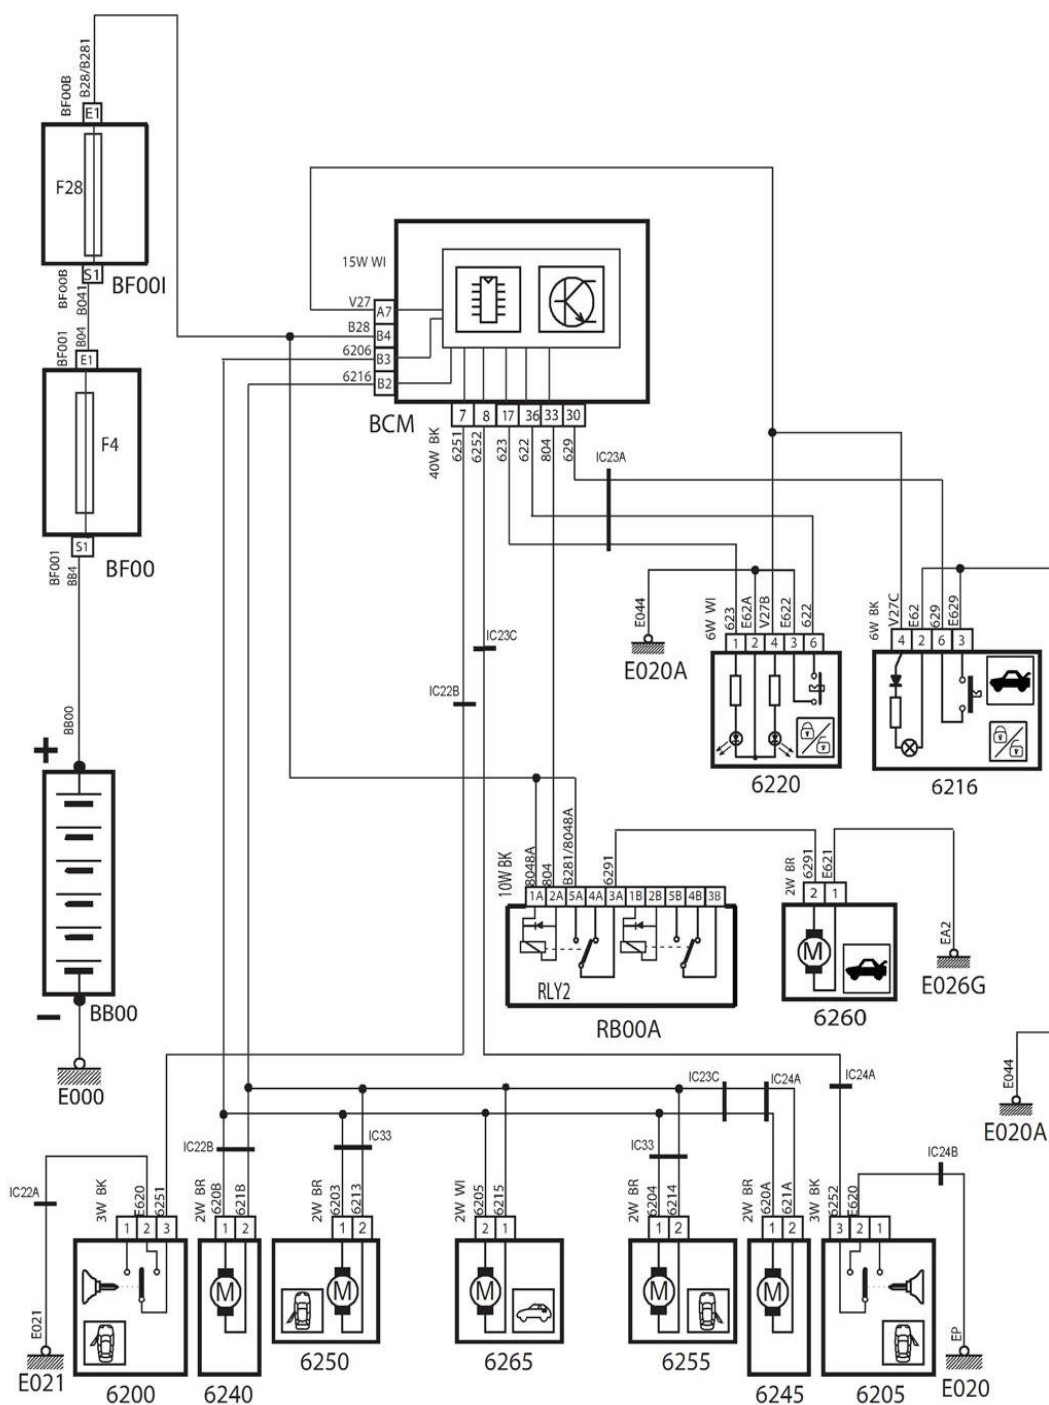 B28/B281
BF00B
E1
F28
S1
BF00I
BF00B
B041
B04
BF001
E1
F4
S1
BF00
BF001
BB4
BB00
+
BB00
−
E000
15W WI
V27
A7
B28
B4
6206
B3
6216
B2
BCM
7
8
17
36
33
30
40W BK
6251
6252
623
622
804
629
IC23A
IC23C
IC22B
E044
E020A
6W WI
623
E62A
V27B
E622
622
1
2
4
3
6
6220
6W BK
V27C
E62
629
E629
4
2
6
3
6216
10W BK
8048A
804
B281/8048A
6291
1A
2A
5A
4A
3A
1B
2B
5B
4B
3B
RLY2
RB00A
2W BR
6291
E621
2
1
M
6260
EA2
E026G
E044
E020A
IC23C
IC24A
IC24A
IC22B
IC33
IC33
IC24B
IC22A
E021
E021
3W BK
E620
6251
1
2
3
6200
2W BR
620B
621B
1
2
M
6240
2W BR
6203
6213
1
2
M
6250
2W WI
6205
6215
2
1
M
6265
2W BR
6204
6214
1
2
M
6255
2W BR
620A
621A
1
2
M
6245
3W BK
6252
E620
3
2
1
6205
EP
E020